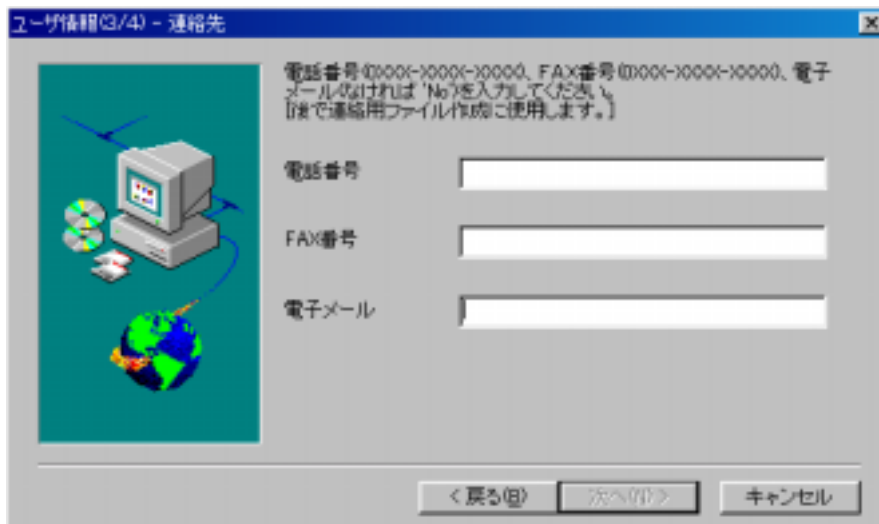 ユーザ情報(3/4) - 連絡先
電話番号(XXXX-)XXXX(-XXXX)、FAX番号(XXXX-)XXXX(-XXXX)、電子
メール(なければ 'No')を入力してください。
[後で連絡用ファイル作成に使用します。]
電話番号
FAX番号
電子メール
< 戻る(B)
次へ(N) >
キャンセル